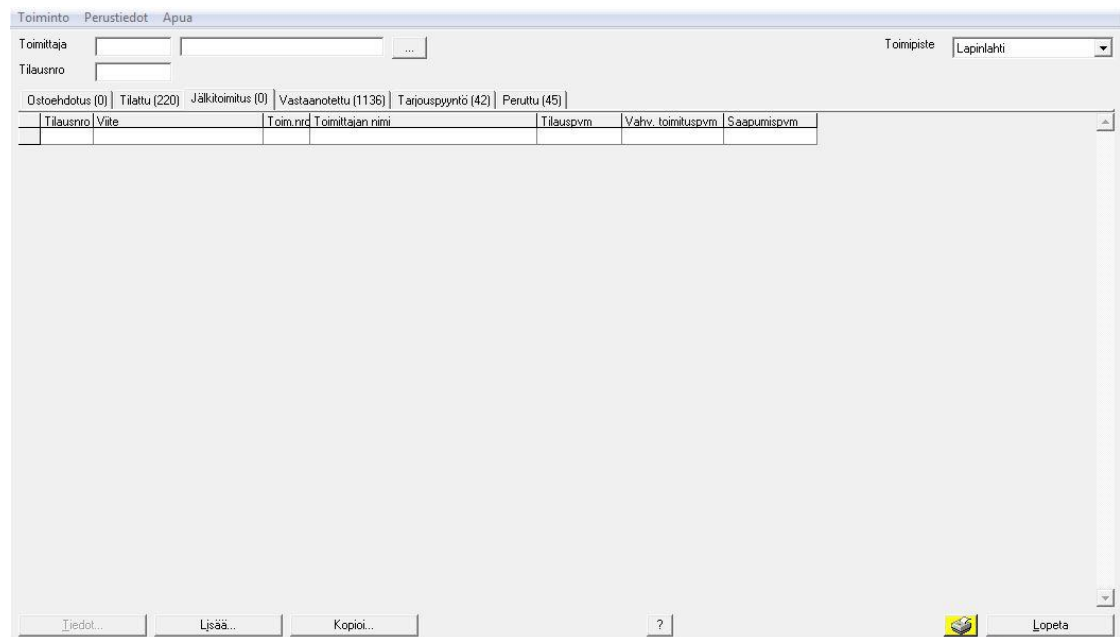 Toiminto Perustiedot Apua
Toimittaja ... Toimipiste Lapinlahti
Tilausnro
Ostoehdotus (0) Tilattu (220) Jälkitoimitus (0) Vastaanotettu (1136) Tarjouspyyntö (42) Peruttu (45)
Tilausnro Viite Toim.nro Toimittajan nimi Tilauspvm Vahv. toimituspvm Saapumispvm
Tiedot... Lisää... Kopioi... ? Lopeta